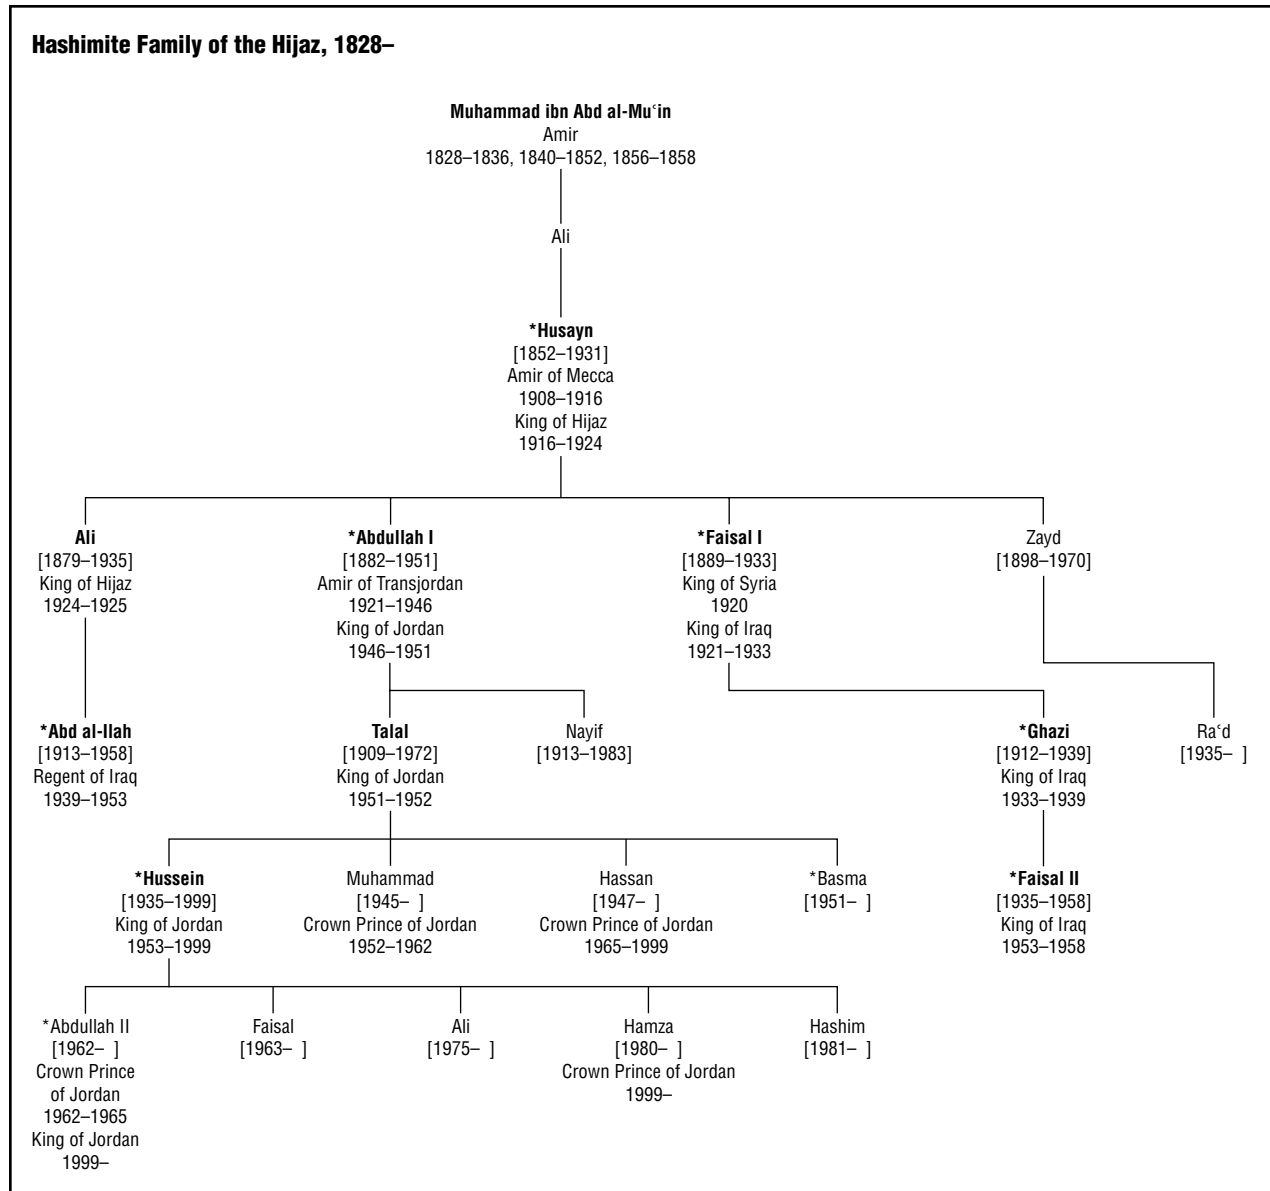 Hashimite Family of the Hijaz, 1828–
Muhammad ibn Abd al-Muʿin
Amir
1828–1836, 1840–1852, 1856–1858
Ali
*Husayn
[1852–1931]
Amir of Mecca
1908–1916
King of Hijaz
1916–1924
Ali
[1879–1935]
King of Hijaz
1924–1925
*Abdullah I
[1882–1951]
Amir of Transjordan
1921–1946
King of Jordan
1946–1951
*Faisal I
[1889–1933]
King of Syria
1920
King of Iraq
1921–1933
Zayd
[1898–1970]
*Abd al-Ilah
[1913–1958]
Regent of Iraq
1939–1953
Talal
[1909–1972]
King of Jordan
1951–1952
Nayif
[1913–1983]
*Ghazi
[1912–1939]
King of Iraq
1933–1939
Raʿd
[1935– ]
*Hussein
[1935–1999]
King of Jordan
1953–1999
Muhammad
[1945– ]
Crown Prince of Jordan
1952–1962
Hassan
[1947– ]
Crown Prince of Jordan
1965–1999
*Basma
[1951– ]
*Faisal II
[1935–1958]
King of Iraq
1953–1958
*Abdullah II
[1962– ]
Crown Prince
of Jordan
1962–1965
King of Jordan
1999–
Faisal
[1963– ]
Ali
[1975– ]
Hamza
[1980– ]
Crown Prince of Jordan
1999–
Hashim
[1981– ]